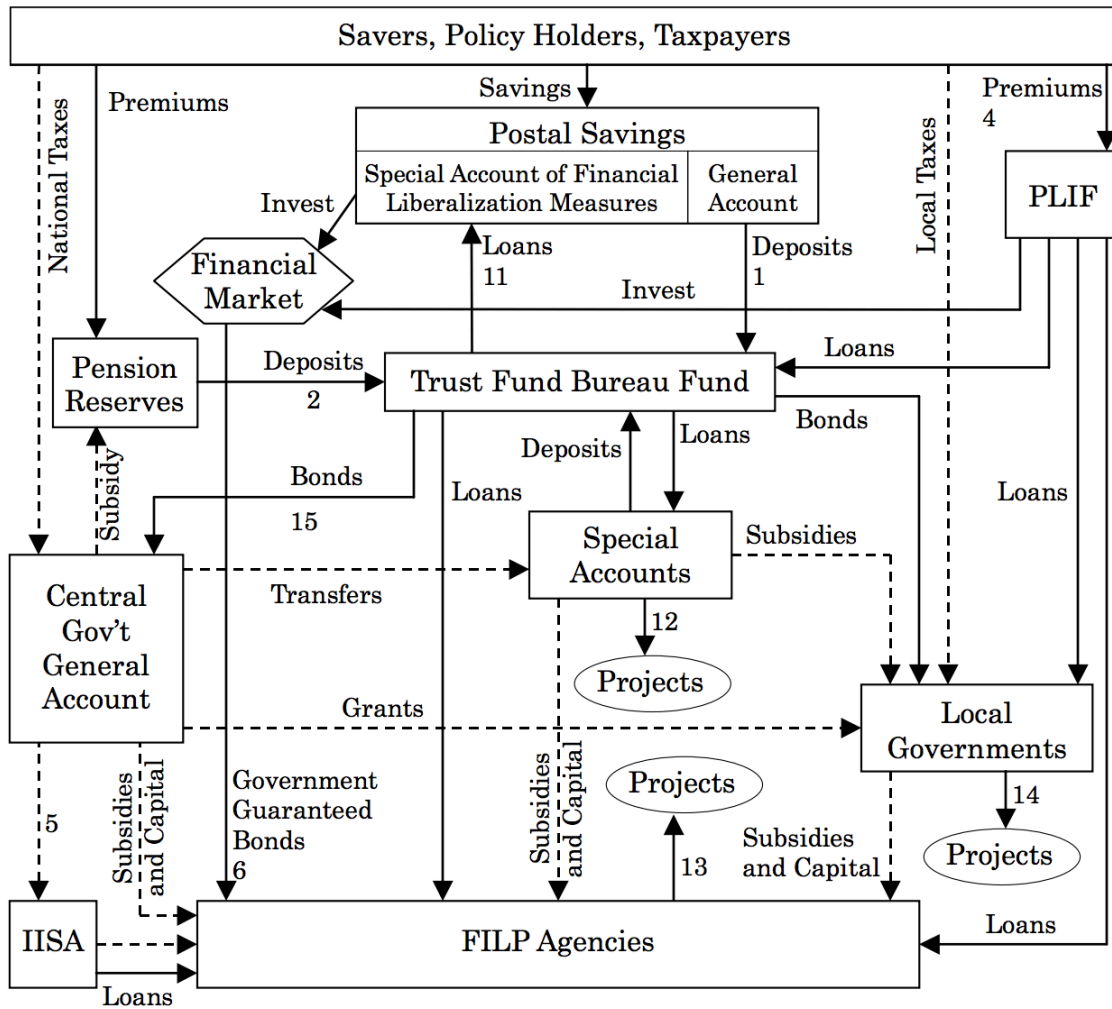 Savers, Policy Holders, Taxpayers
National Taxes
Premiums
Savings
Local Taxes
Premiums
4
Postal Savings
Special Account of Financial
Liberalization Measures
General
Account
PLIF
Invest
Financial
Market
Loans
11
Deposits
1
Invest
Pension
Reserves
Deposits
2
Trust Fund Bureau Fund
Loans
Subsidy
Bonds
15
Loans
Deposits
Loans
Bonds
Loans
Central
Gov't
General
Account
Transfers
Special
Accounts
Subsidies
12
Projects
Grants
Local
Governments
5
Subsidies
and Capital
Government
Guaranteed
Bonds
6
Subsidies
and Capital
Projects
13
Subsidies
and Capital
14
Projects
IISA
Loans
FILP Agencies
Loans